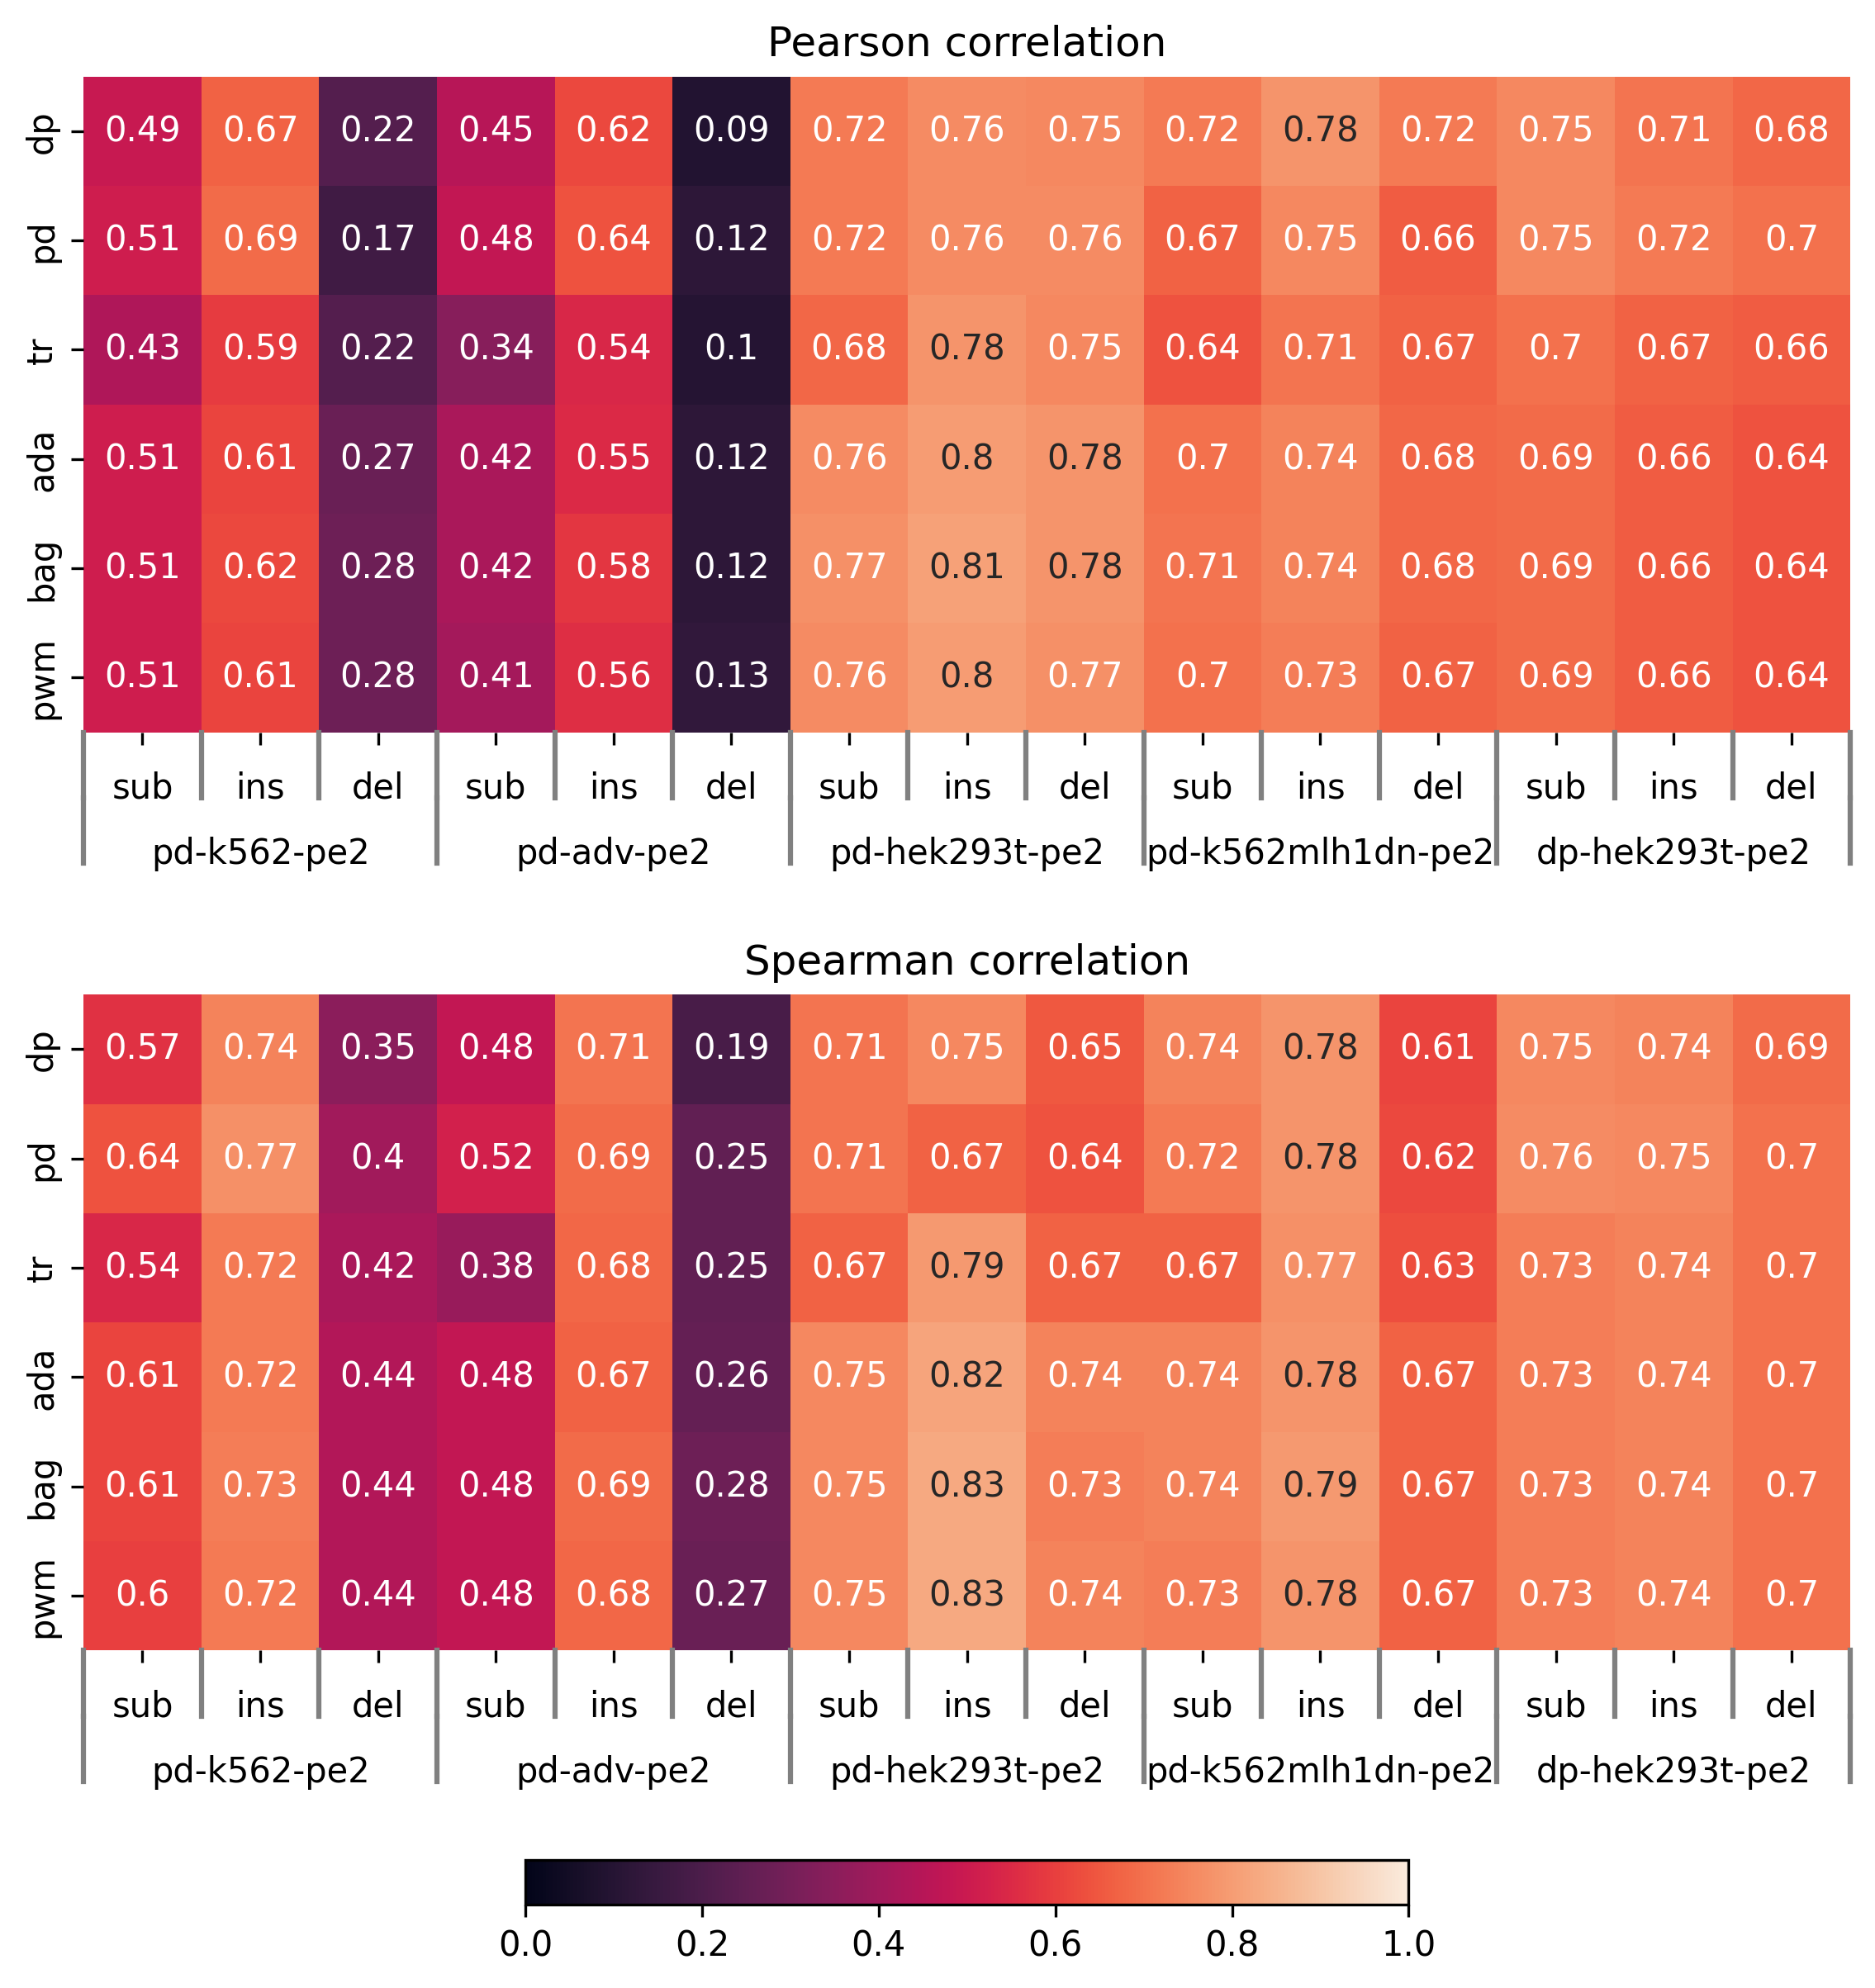 Pearson correlation
dp 0.49 0.67 0.22 0.45 0.62 0.09 0.72 0.76 0.75 0.72 0.78 0.72 0.75 0.71 0.68
pd 0.51 0.69 0.17 0.48 0.64 0.12 0.72 0.76 0.76 0.67 0.75 0.66 0.75 0.72 0.7
tr 0.43 0.59 0.22 0.34 0.54 0.1 0.68 0.78 0.75 0.64 0.71 0.67 0.7 0.67 0.66
ada 0.51 0.61 0.27 0.42 0.55 0.12 0.76 0.8 0.78 0.7 0.74 0.68 0.69 0.66 0.64
bag 0.51 0.62 0.28 0.42 0.58 0.12 0.77 0.81 0.78 0.71 0.74 0.68 0.69 0.66 0.64
pwm 0.51 0.61 0.28 0.41 0.56 0.13 0.76 0.8 0.77 0.7 0.73 0.67 0.69 0.66 0.64
sub ins del sub ins del sub ins del sub ins del sub ins del
pd-k562-pe2 pd-adv-pe2 pd-hek293t-pe2 pd-k562mlh1dn-pe2 dp-hek293t-pe2
Spearman correlation
dp 0.57 0.74 0.35 0.48 0.71 0.19 0.71 0.75 0.65 0.74 0.78 0.61 0.75 0.74 0.69
pd 0.64 0.77 0.4 0.52 0.69 0.25 0.71 0.67 0.64 0.72 0.78 0.62 0.76 0.75 0.7
tr 0.54 0.72 0.42 0.38 0.68 0.25 0.67 0.79 0.67 0.67 0.77 0.63 0.73 0.74 0.7
ada 0.61 0.72 0.44 0.48 0.67 0.26 0.75 0.82 0.74 0.74 0.78 0.67 0.73 0.74 0.7
bag 0.61 0.73 0.44 0.48 0.69 0.28 0.75 0.83 0.73 0.74 0.79 0.67 0.73 0.74 0.7
pwm 0.6 0.72 0.44 0.48 0.68 0.27 0.75 0.83 0.74 0.73 0.78 0.67 0.73 0.74 0.7
sub ins del sub ins del sub ins del sub ins del sub ins del
pd-k562-pe2 pd-adv-pe2 pd-hek293t-pe2 pd-k562mlh1dn-pe2 dp-hek293t-pe2
0.0 0.2 0.4 0.6 0.8 1.0